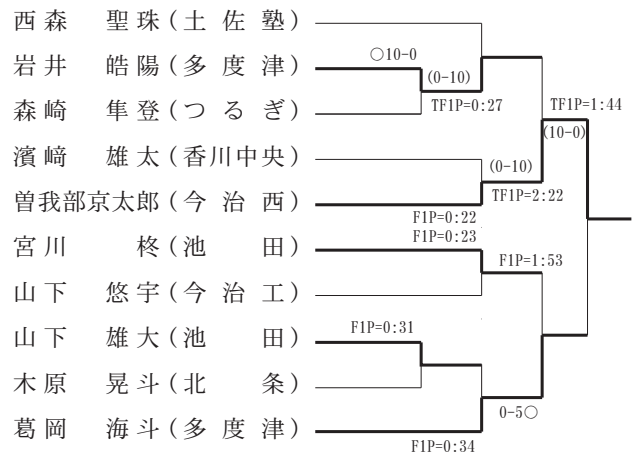 西森 聖珠(土佐塾)
岩井 皓陽(多度津)
○10-0
(0-10)
森崎 隼登(つるぎ)
TF1P=0:27
TF1P=1:44
(10-0)
濱﨑 雄太(香川中央)
(0-10)
曽我部京太郎(今治西)
TF1P=2:22
F1P=0:22
宮川 柊(池田)
F1P=0:23
F1P=1:53
山下 悠宇(今治工)
山下 雄大(池田)
F1P=0:31
木原 晃斗(北条)
葛岡 海斗(多度津)
0-5○
F1P=0:34